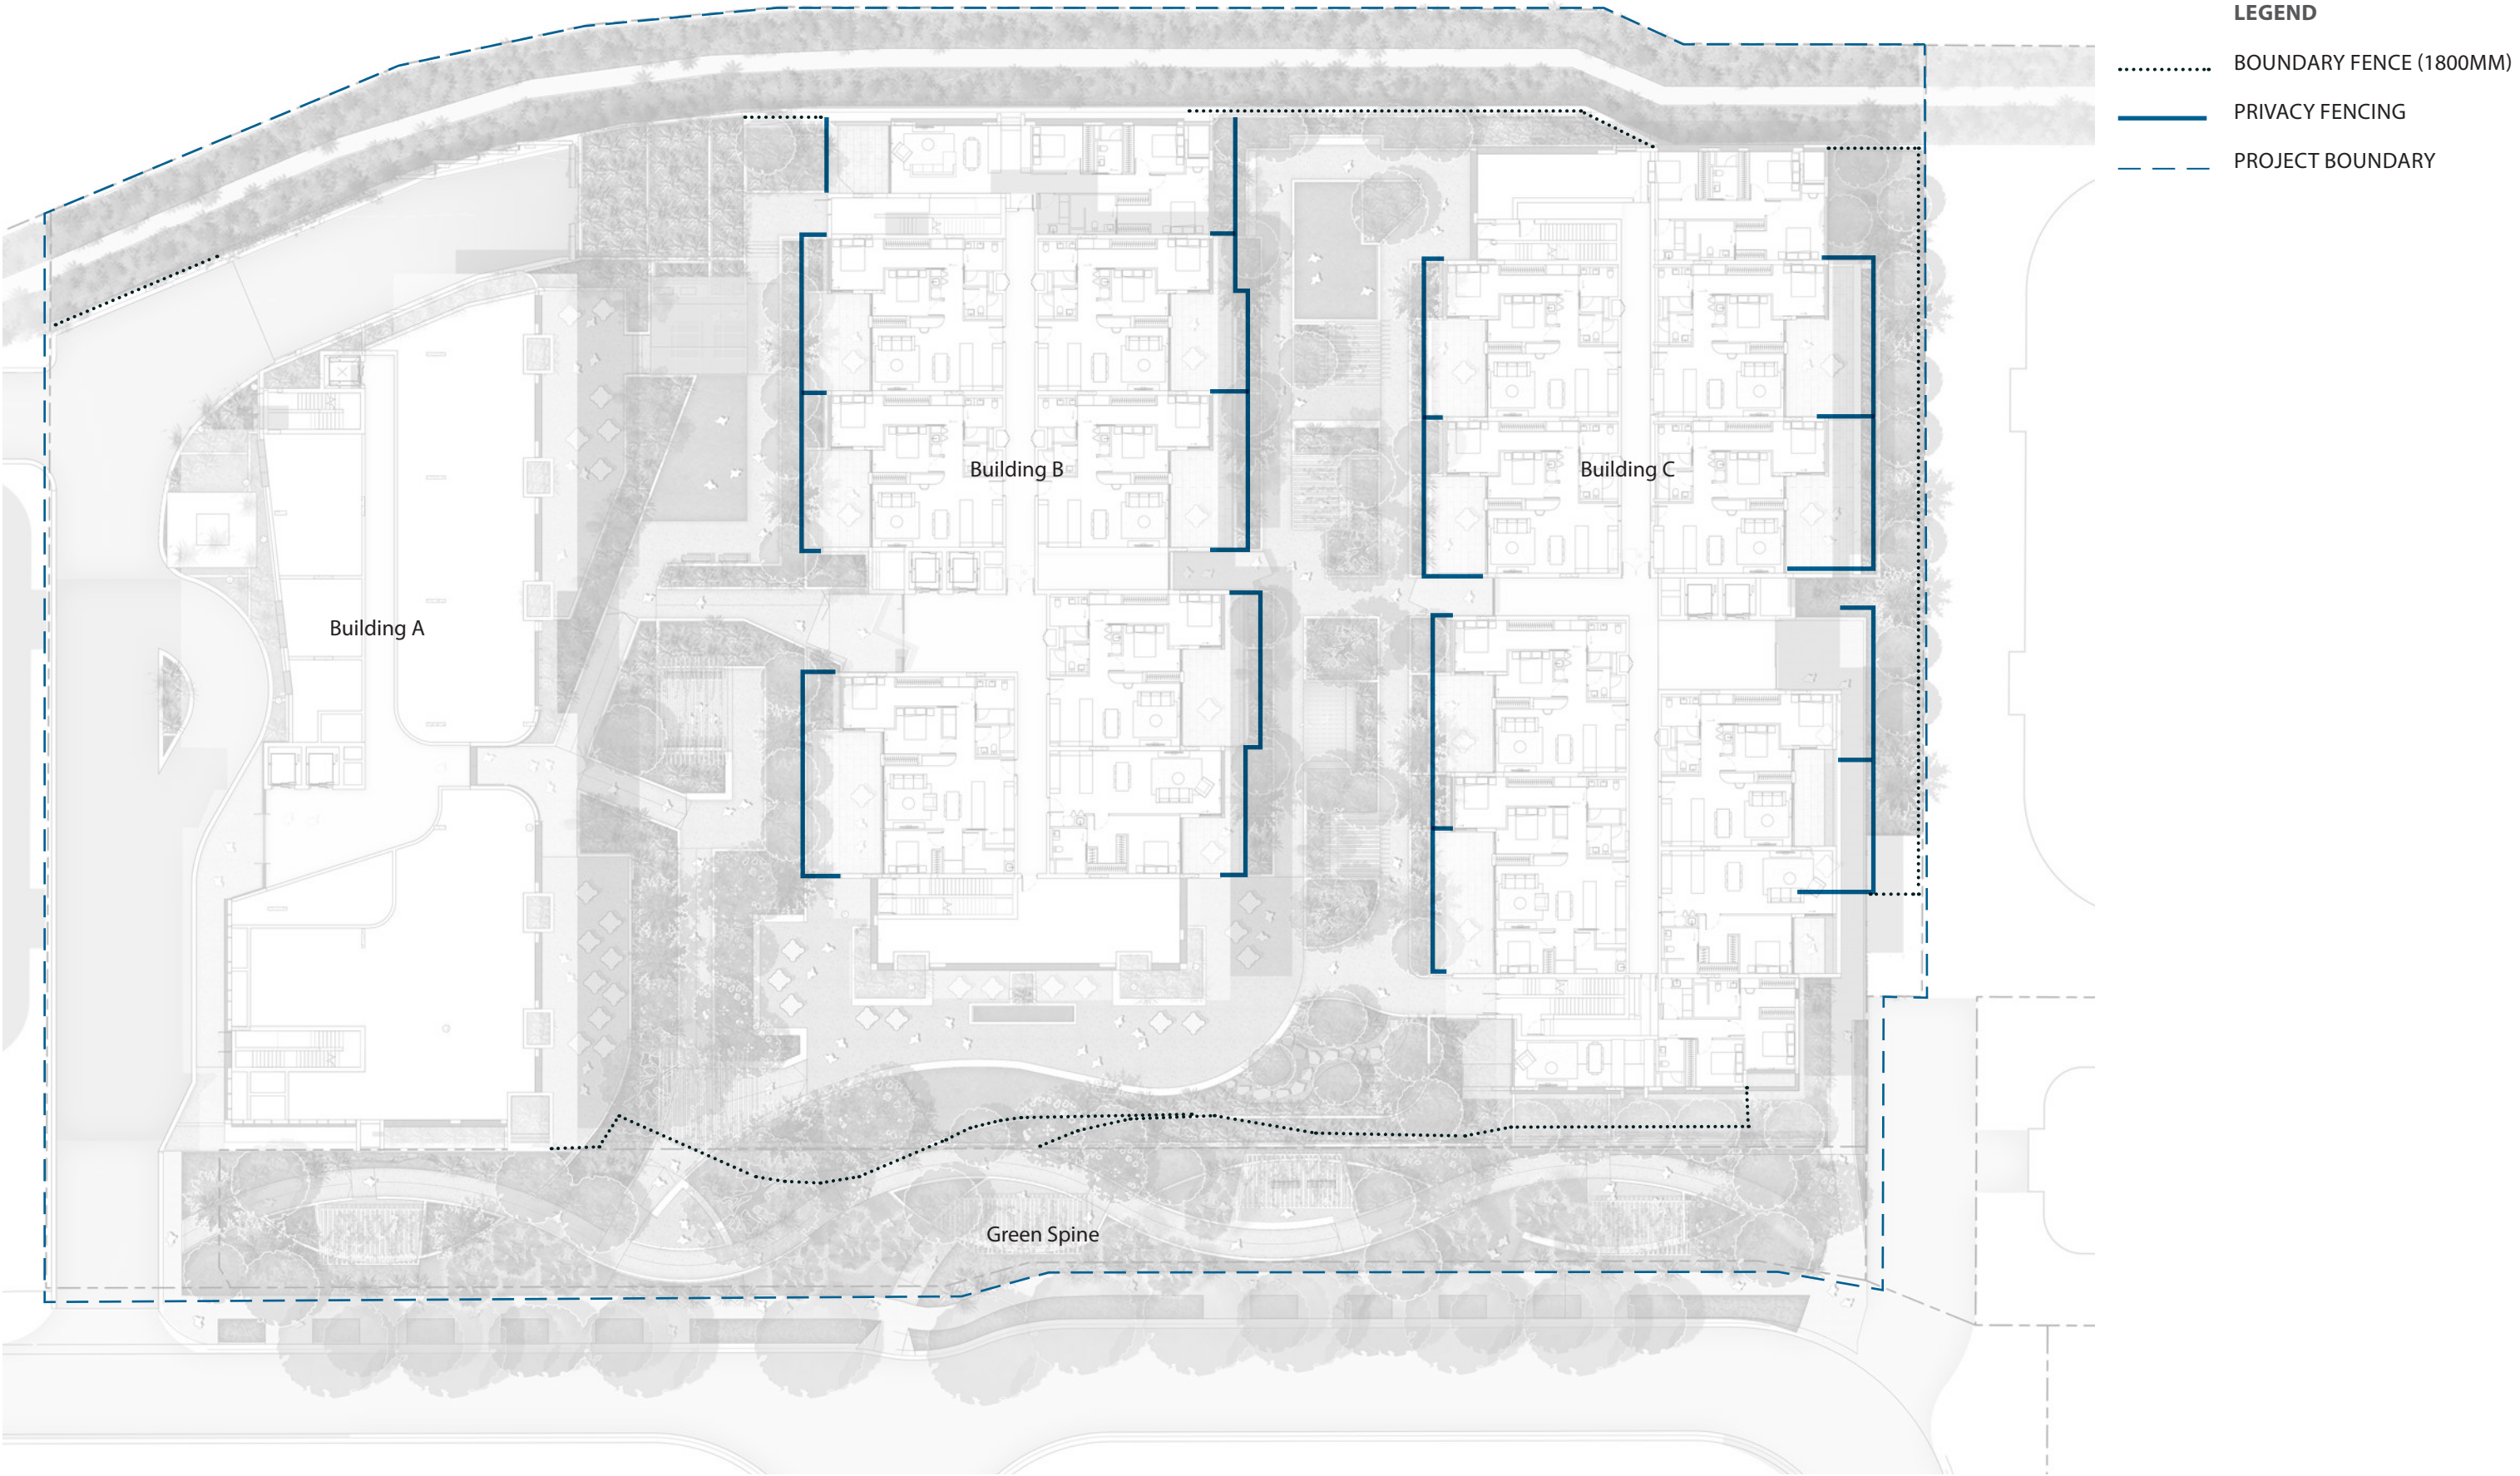 LEGEND
BOUNDARY FENCE (1800MM)
PRIVACY FENCING
PROJECT BOUNDARY
Building B
Building C
Building A
Green Spine